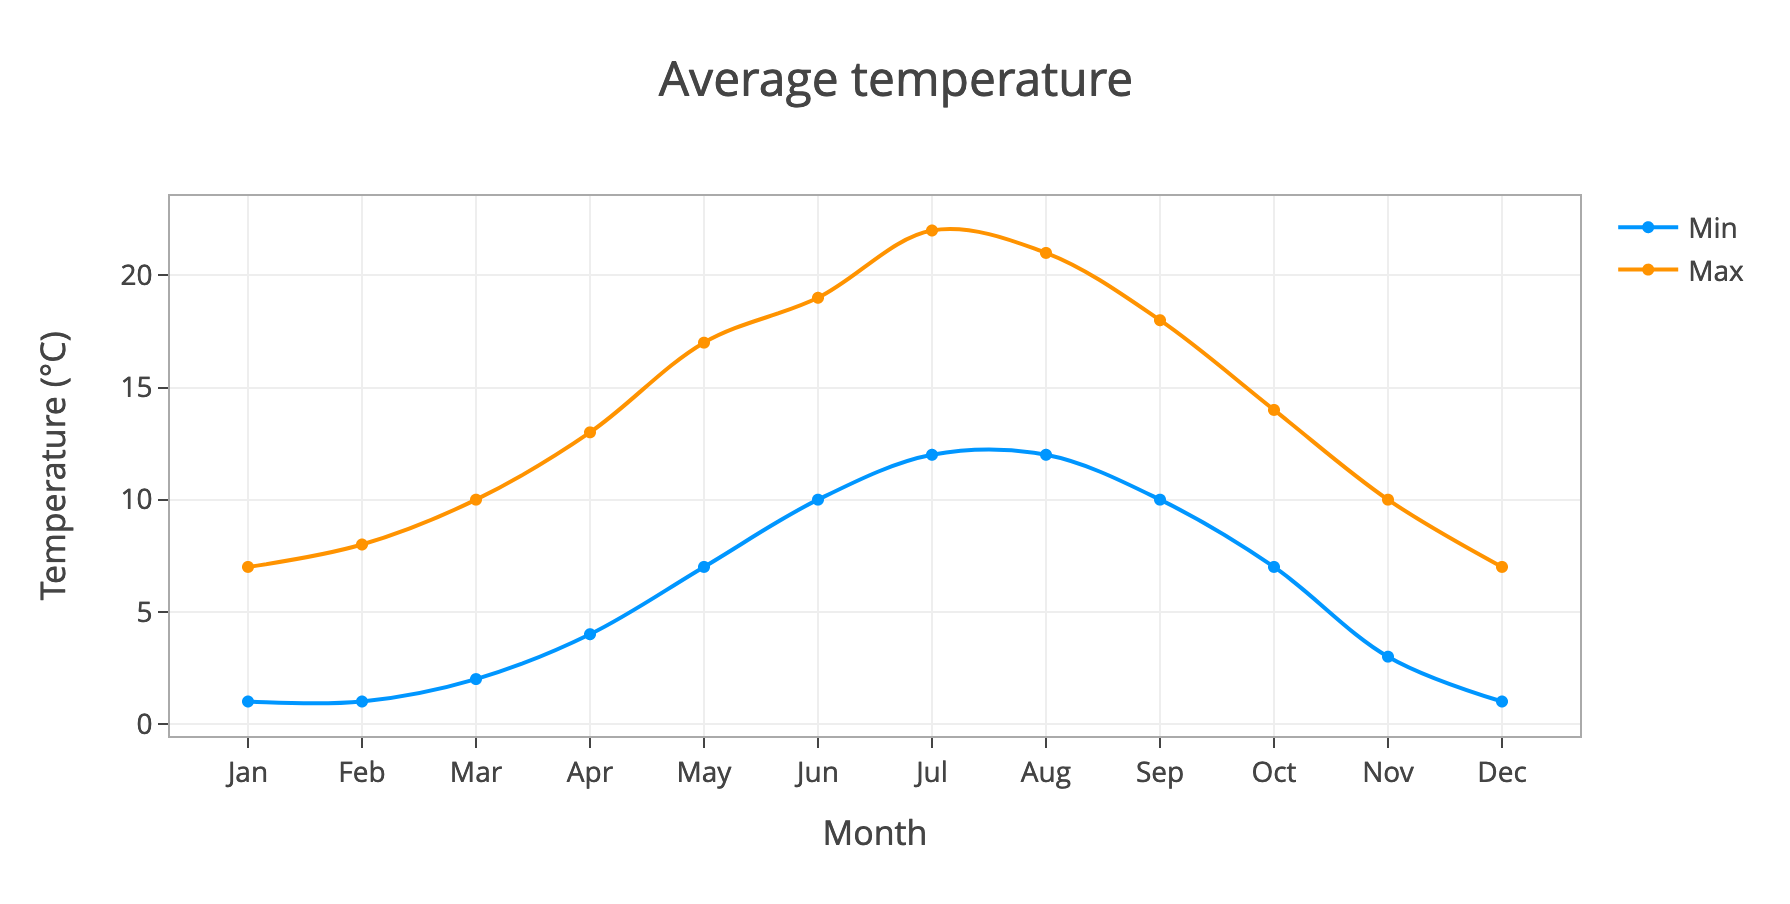 Average temperature
Min
Max
20
15
10
5
0
Temperature (°C)
Jan Feb Mar Apr May Jun Jul Aug Sep Oct Nov Dec
Month